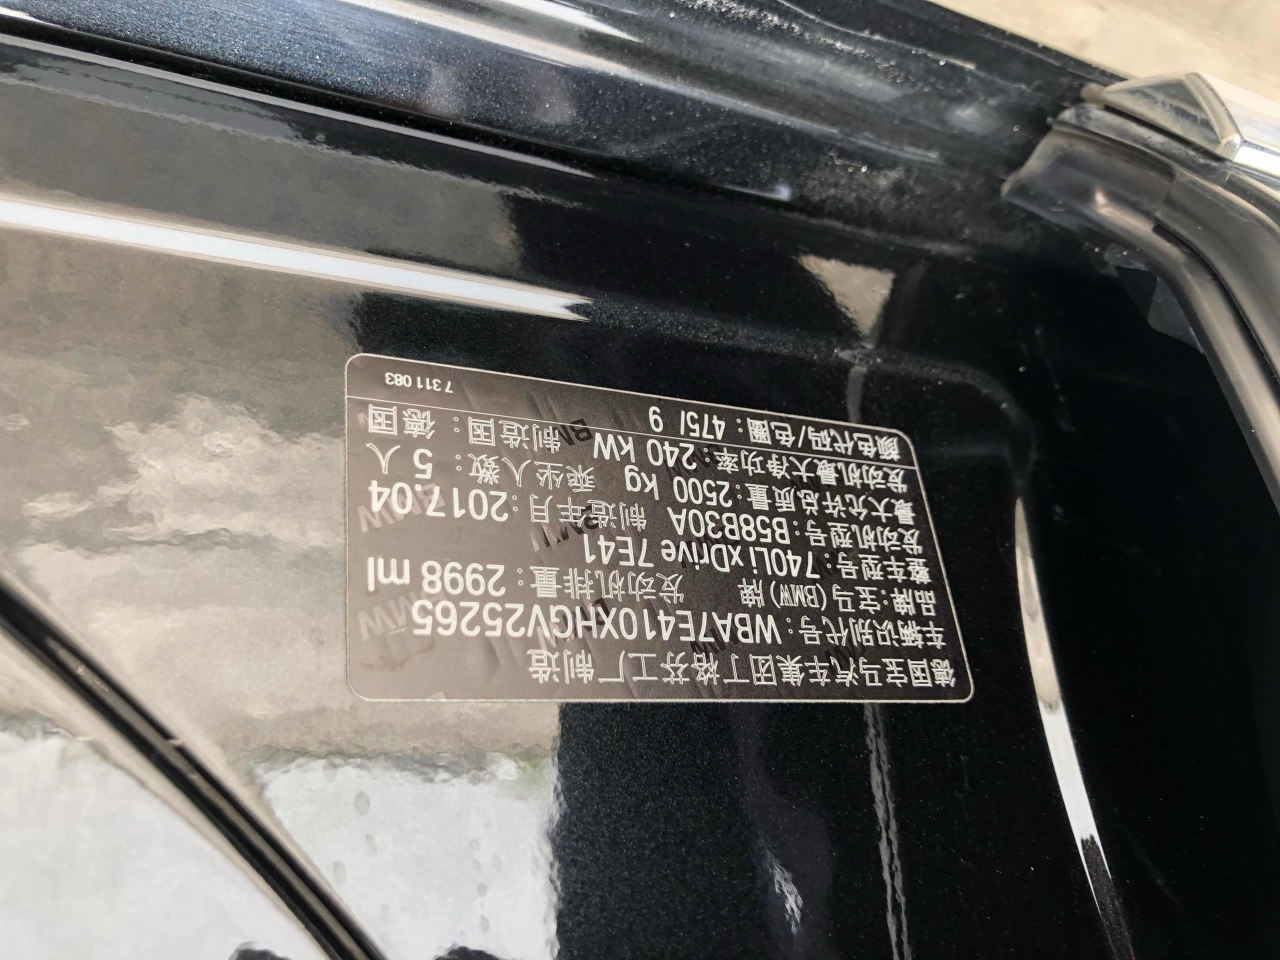 德国宝马汽车集团丁格芬工厂 制造
车辆识别代号：WBA7E410XHGV25265
品牌：宝马(BMW)牌 发动机排量：2998 ml
整车型号：740Li xDrive 7E41
发动机型号：B58B30A 制造年月：2017.04
最大允许总质量：2500 kg 乘坐人数：5 人
发动机最大净功率：240 kW 制造国：德国
颜色代码/色圈：475/ 9
7 311 083